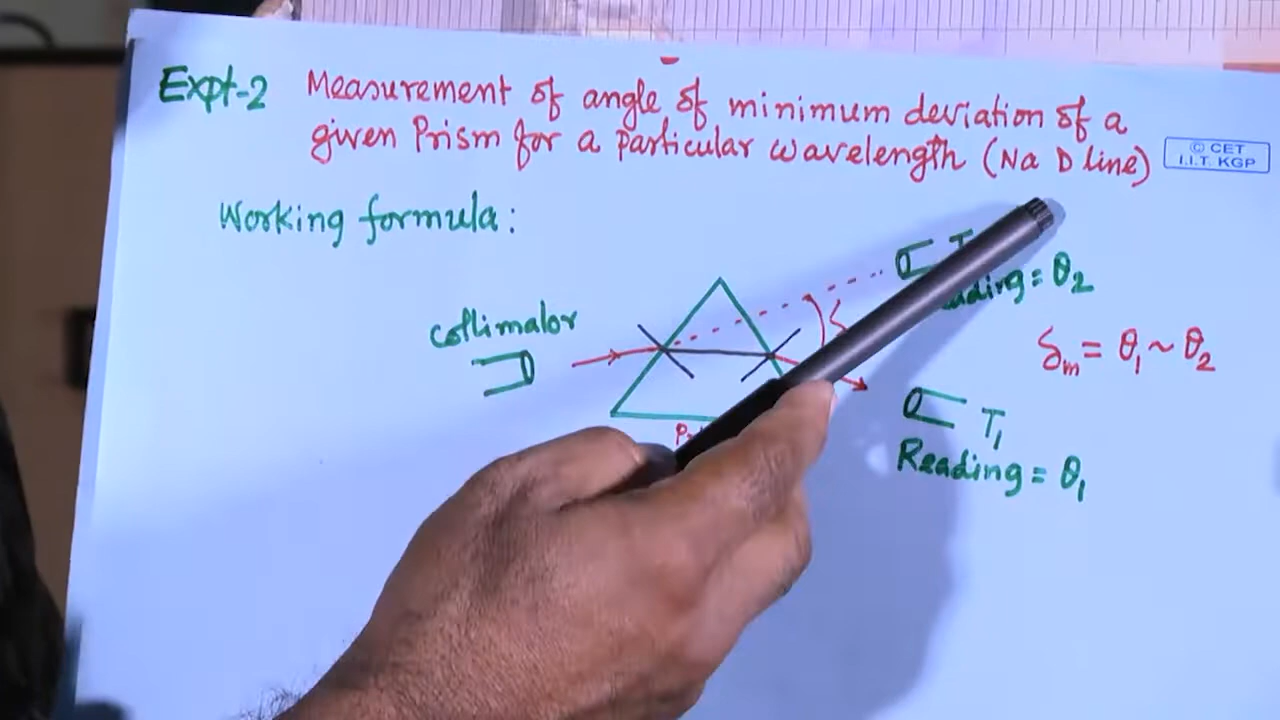 Expt-2 Measurement of angle of minimum deviation of a
given Prism for a particular wavelength (Na D line)
© CET
I.I.T. KGP
Working formula:
collimator
= θ2
δm = θ1 ~ θ2
T1
Reading = θ1